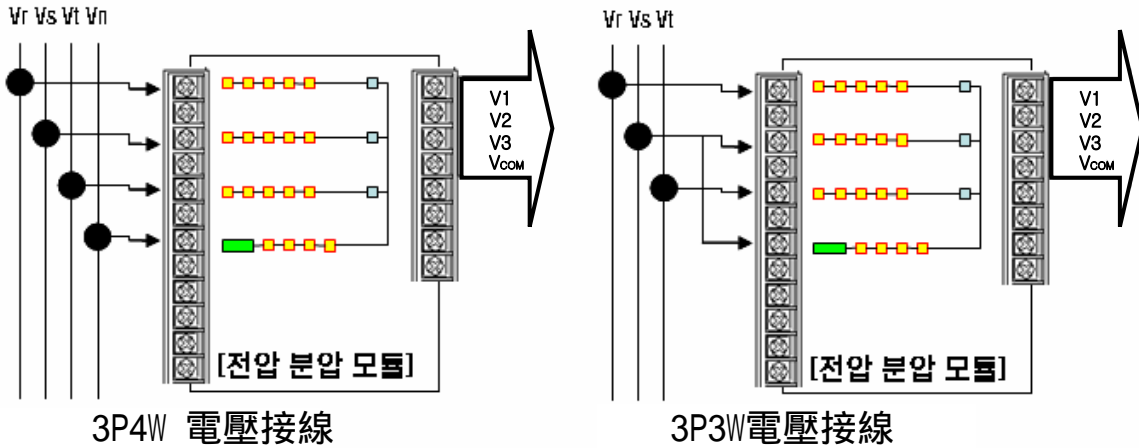 Vr Vs Vt Vn
V1
V2
V3
VCOM
[전압 분압 모듈]
3P4W 電壓接線
Vr Vs Vt
V1
V2
V3
VCOM
[전압 분압 모듈]
3P3W電壓接線